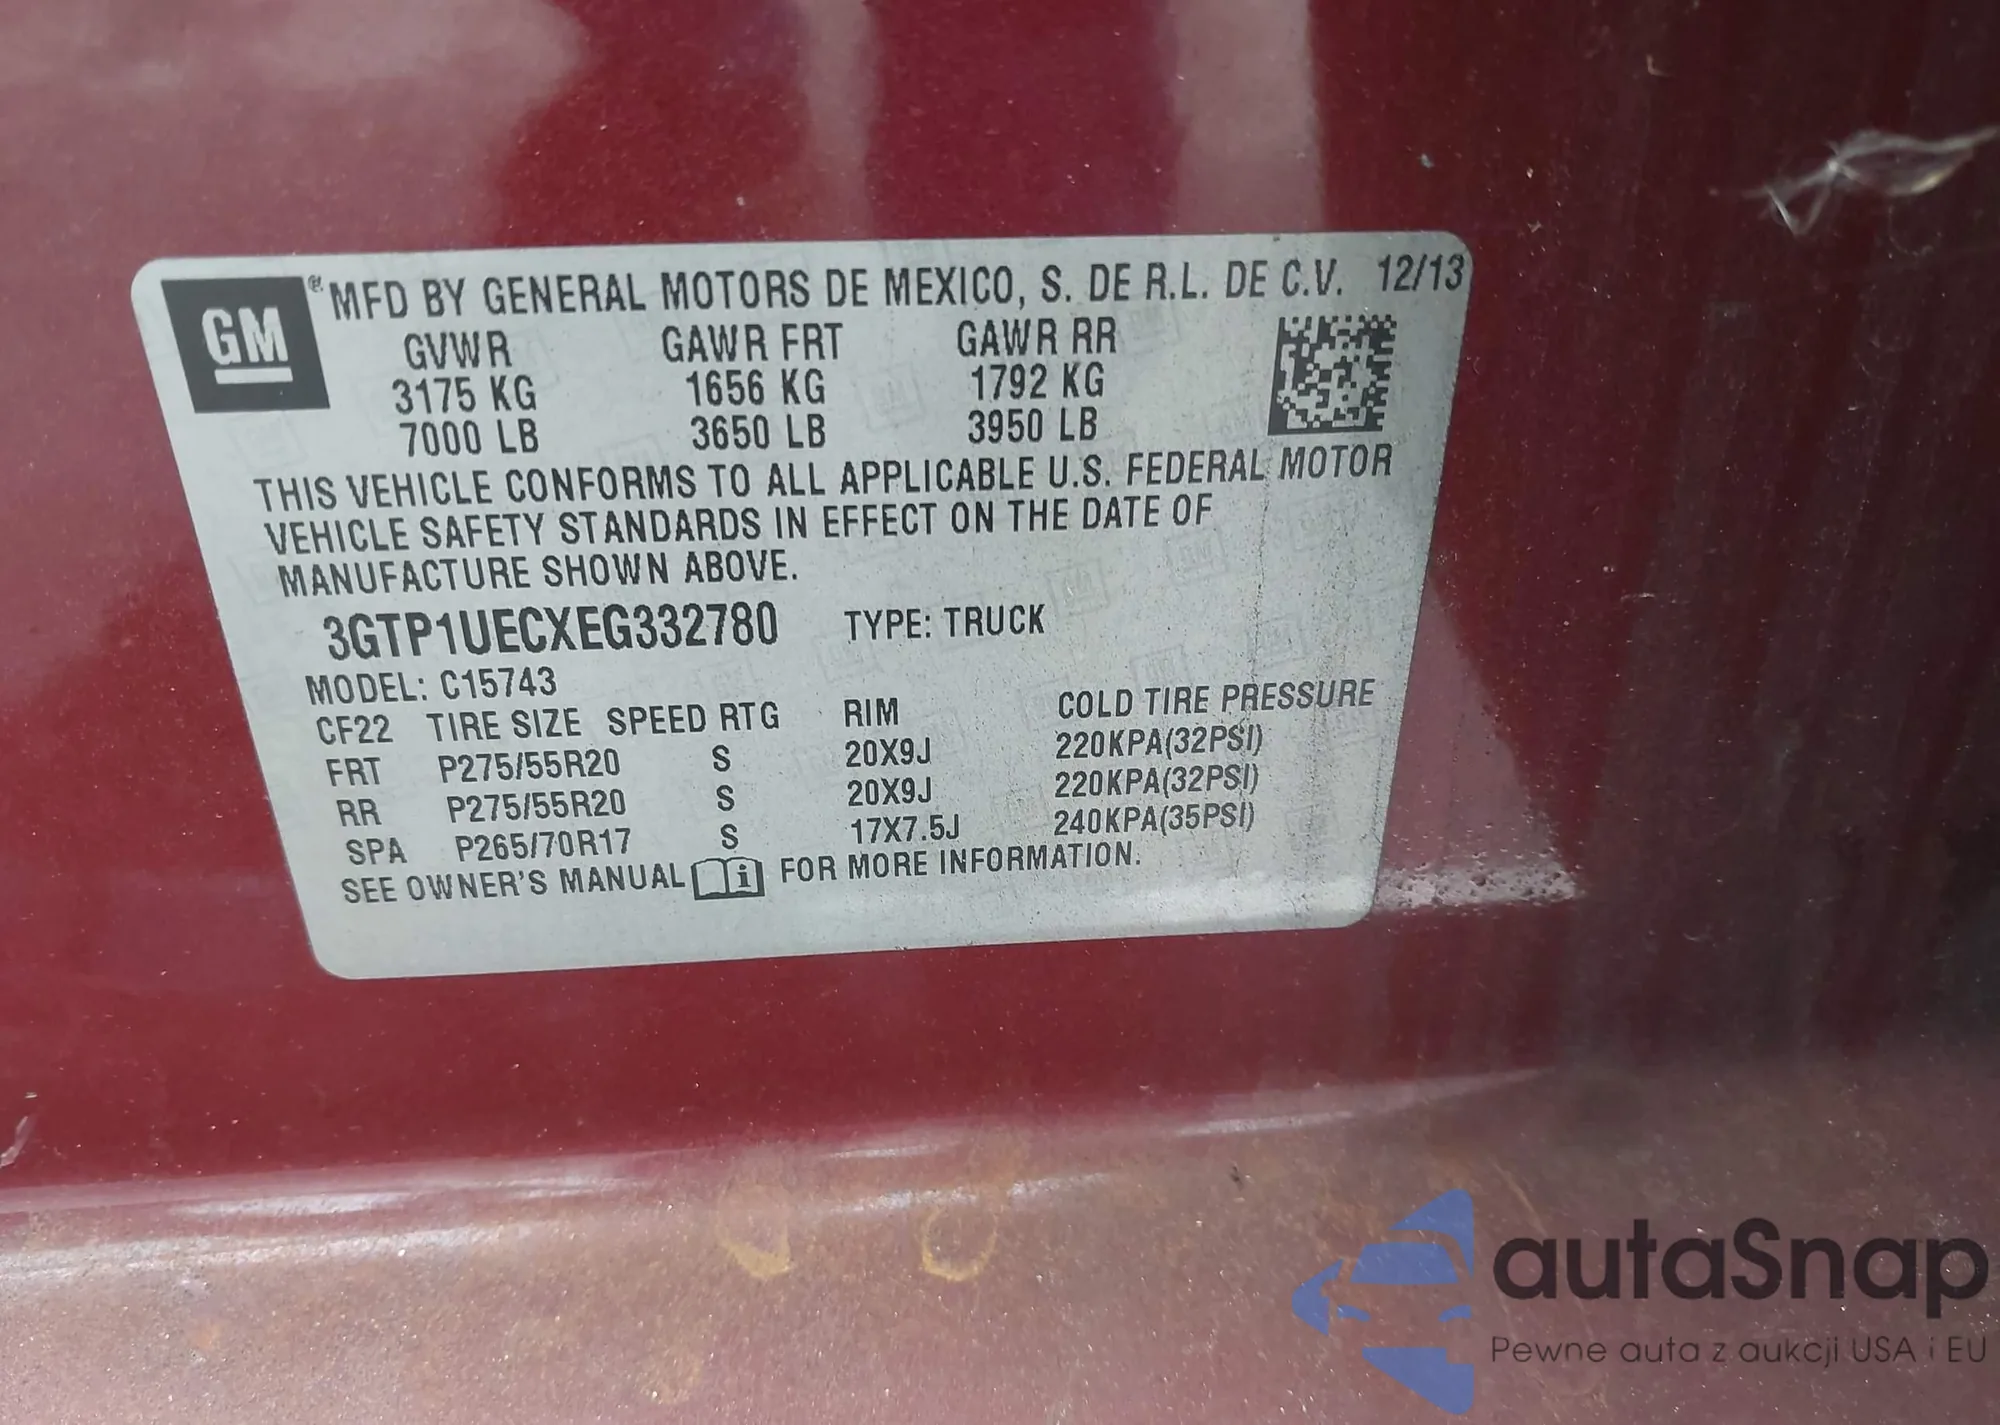 GM ® MFD BY GENERAL MOTORS DE MEXICO, S. DE R.L. DE C.V. 12/13
GVWR GAWR FRT GAWR RR
3175 KG 1656 KG 1792 KG
7000 LB 3650 LB 3950 LB
THIS VEHICLE CONFORMS TO ALL APPLICABLE U.S. FEDERAL MOTOR
VEHICLE SAFETY STANDARDS IN EFFECT ON THE DATE OF
MANUFACTURE SHOWN ABOVE.
3GTP1UECXEG332780 TYPE: TRUCK
MODEL: C15743
CF22 TIRE SIZE SPEED RTG RIM COLD TIRE PRESSURE
FRT P275/55R20 S 20X9J 220KPA(32PSI)
RR P275/55R20 S 20X9J 220KPA(32PSI)
SPA P265/70R17 S 17X7.5J 240KPA(35PSI)
SEE OWNER'S MANUAL i FOR MORE INFORMATION.
autaSnap
Pewne auta z aukcji USA i EU